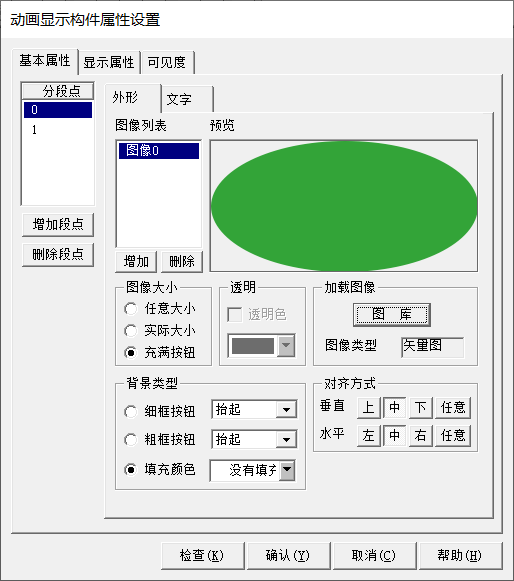 动画显示构件属性设置
基本属性 显示属性 可见度
分段点
0
1
增加段点
删除段点
外形 文字
图像列表 预览
图像0
增加 删除
图像大小
任意大小
实际大小
充满按钮
透明
透明色
加载图像
图 库
图像类型 矢量图
背景类型
细框按钮 抬起
粗框按钮 抬起
填充颜色 没有填充
对齐方式
垂直 上 中 下 任意
水平 左 中 右 任意
检查(K) 确认(Y) 取消(C) 帮助(H)